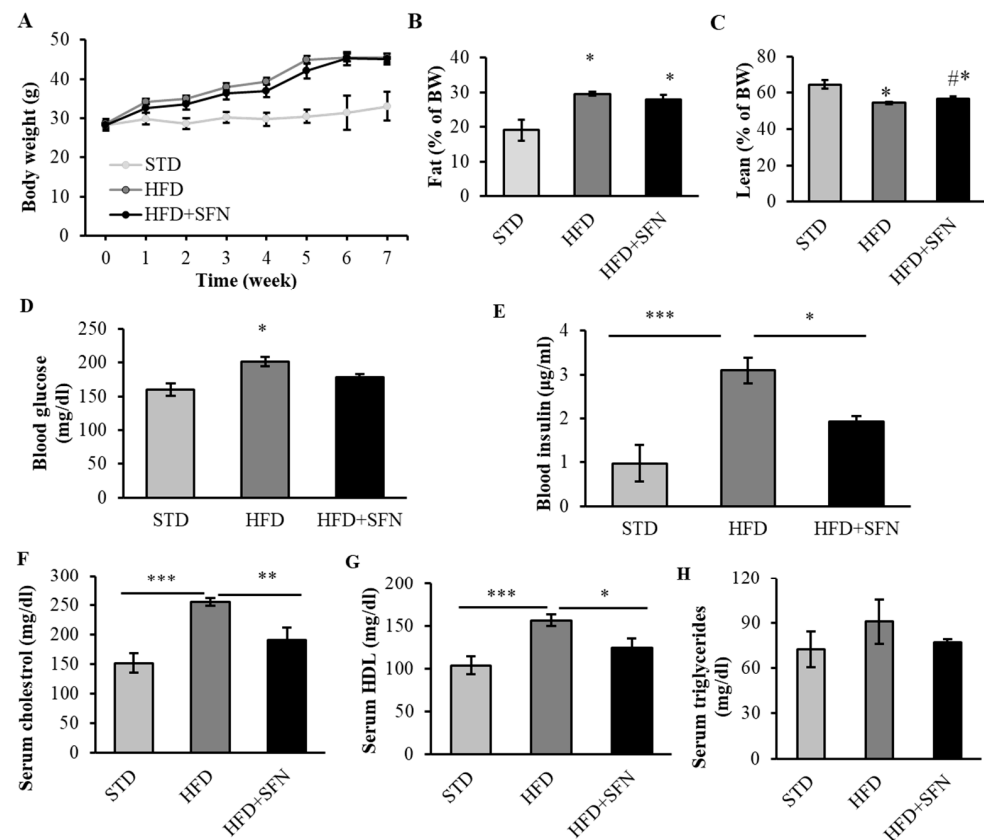 A
Body weight (g)
50
40
30
20
10
0
STD
HFD
HFD+SFN
0 1 2 3 4 5 6 7
Time (week)
B
Fat (% of BW)
40
30
20
10
0
*
*
STD
HFD
HFD+SFN
C
Lean (% of BW)
80
60
40
20
0
*
#*
STD
HFD
HFD+SFN
D
Blood glucose
(mg/dl)
250
200
150
100
50
0
*
STD HFD HFD+SFN
E
Blood insulin (µg/ml)
4
3
2
1
0
*** *
STD HFD HFD+SFN
F
Serum cholestrol (mg/dl)
300
250
200
150
100
50
0
*** **
STD
HFD
HFD+SFN
G
Serum HDL (mg/dl)
200
150
100
50
0
*** *
STD
HFD
HFD+SFN
H
Serum triglycerides
(mg/dl)
120
90
60
30
0
STD
HFD
HFD+SFN